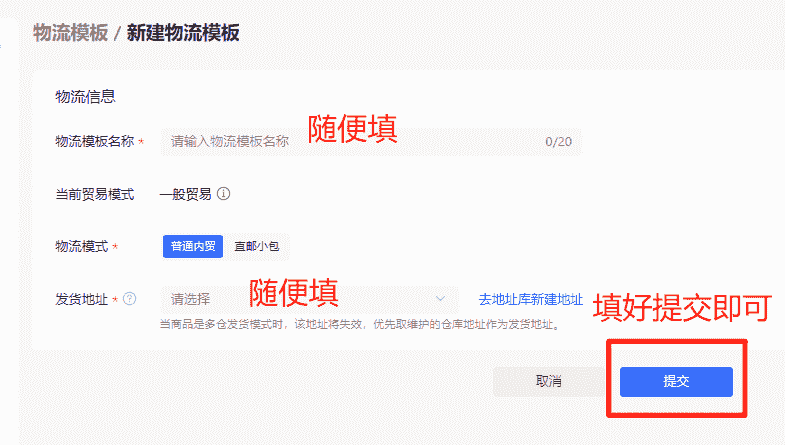 物流模板 / 新建物流模板
物流信息
物流模板名称 * 请输入物流模板名称 随便填 0/20
当前贸易模式 一般贸易
物流模式 * 普通内贸 直邮小包
发货地址 * 请选择 随便填 去地址库新建地址
填好提交即可
当商品是多仓发货模式时，该地址将失效，优先取维护的仓库地址作为发货地址。
取消 提交